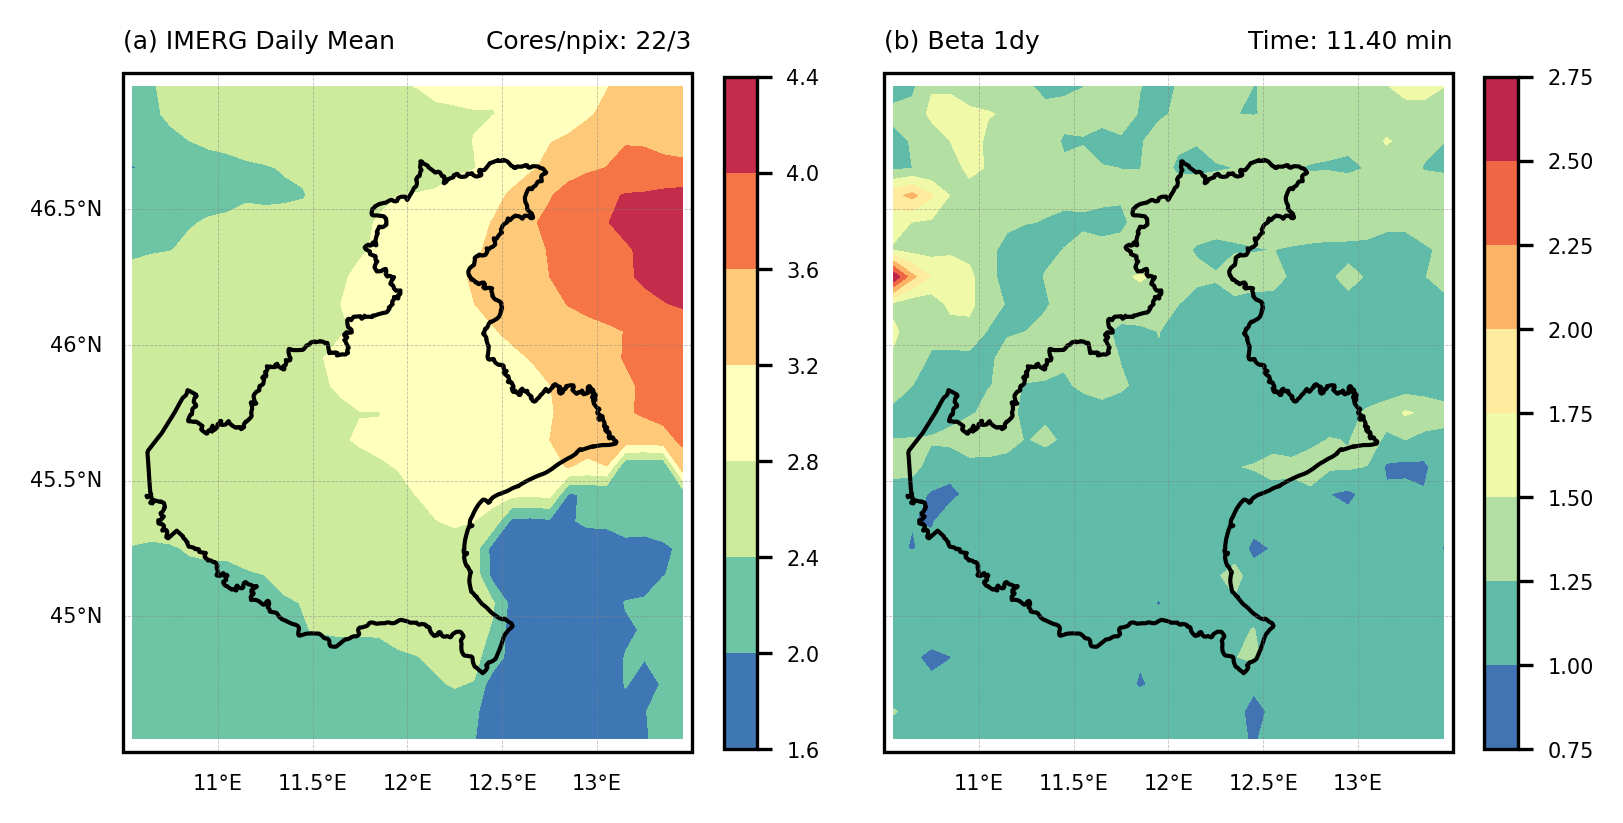 (a) IMERG Daily Mean Cores/npix: 22/3
(b) Beta 1dy Time: 11.40 min
46.5°N
46°N
45.5°N
45°N
11°E 11.5°E 12°E 12.5°E 13°E
4.4
4.0
3.6
3.2
2.8
2.4
2.0
1.6
11°E 11.5°E 12°E 12.5°E 13°E
2.75
2.50
2.25
2.00
1.75
1.50
1.25
1.00
0.75